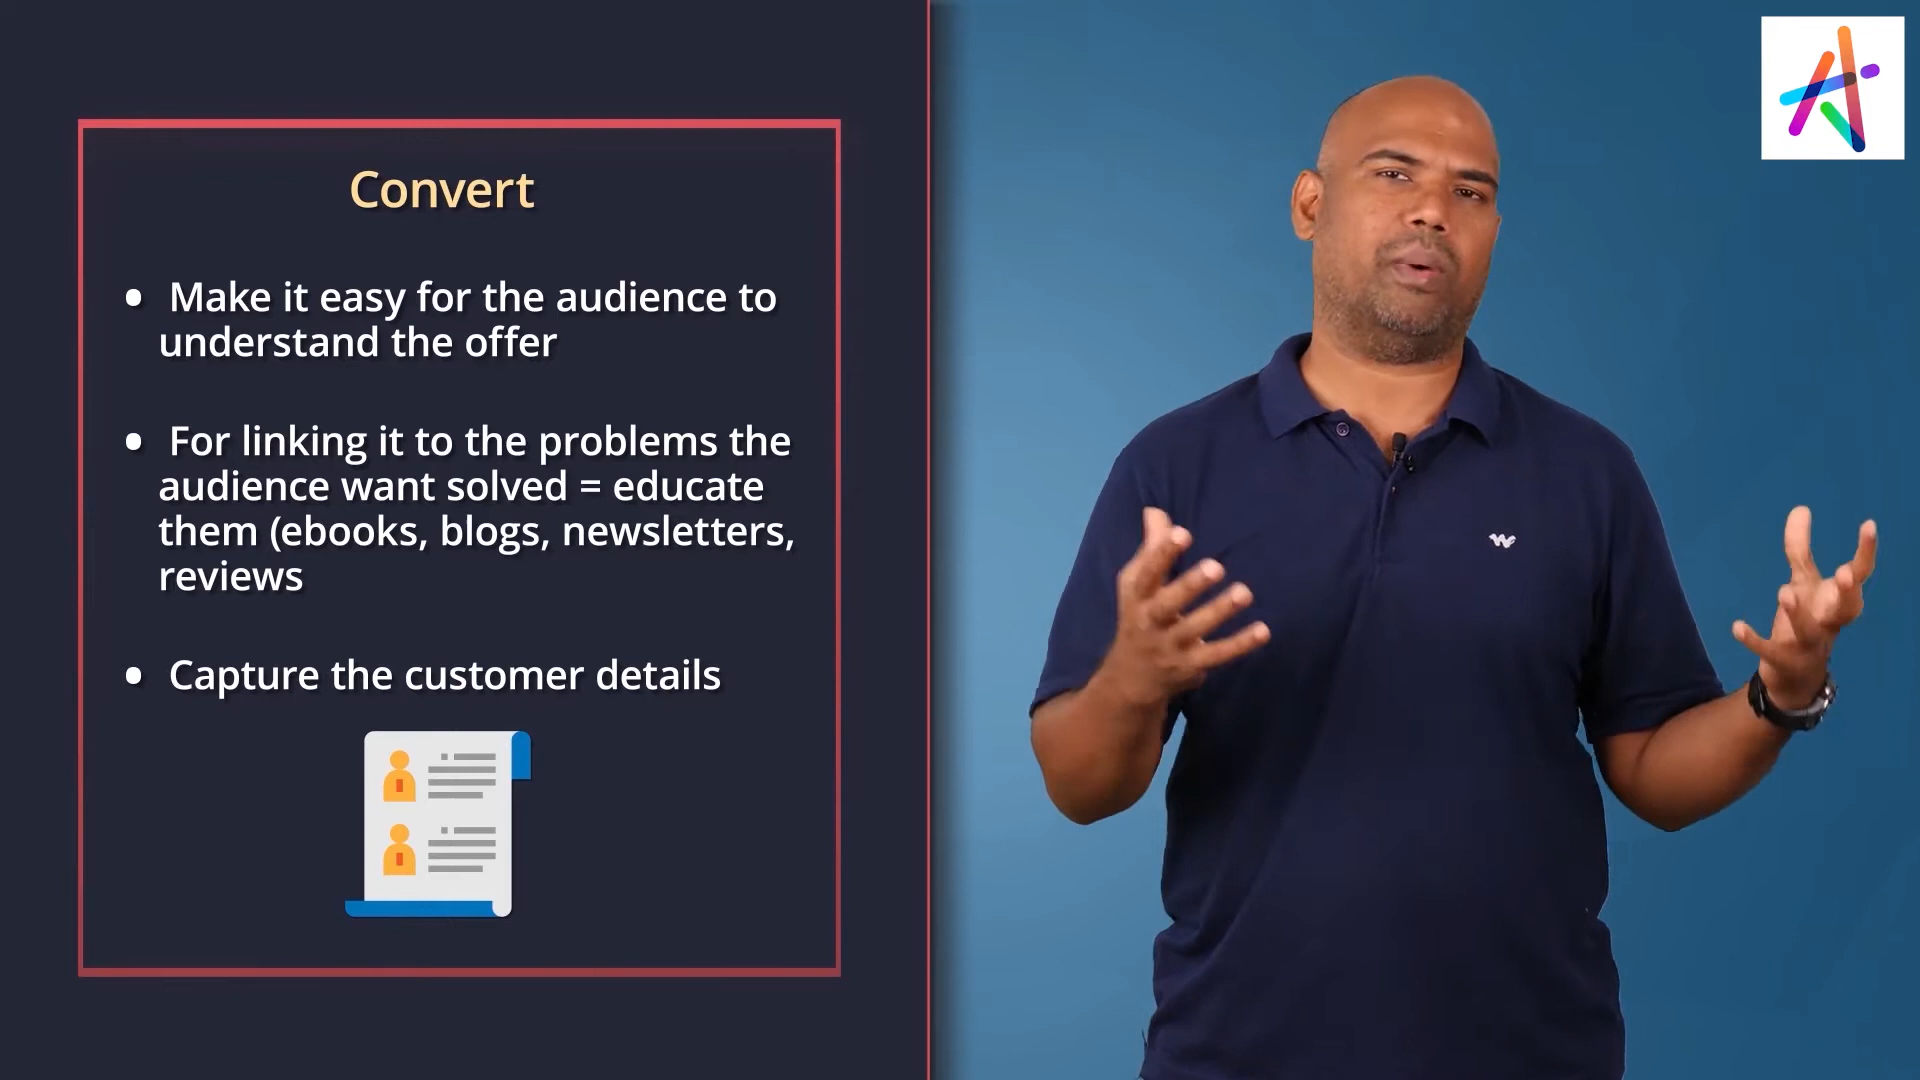 Convert
• Make it easy for the audience to
understand the offer
• For linking it to the problems the
audience want solved = educate
them (ebooks, blogs, newsletters,
reviews
• Capture the customer details